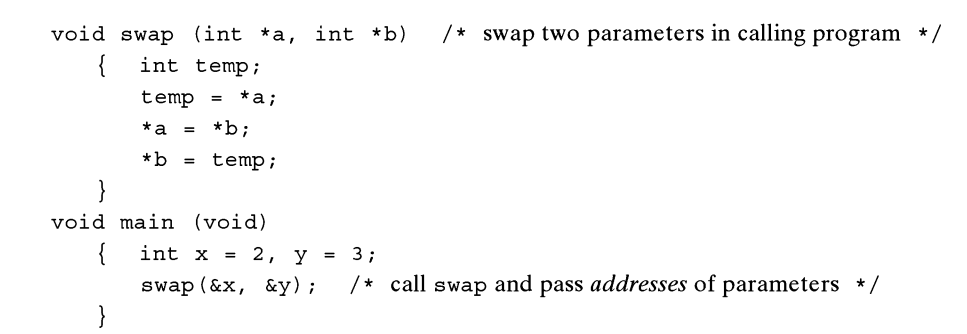 void swap (int *a, int *b)   /* swap two parameters in calling program */
   {   int temp;
       temp = *a;
       *a = *b;
       *b = temp;
   }
void main (void)
   {   int x = 2, y = 3;
       swap(&x, &y);   /* call swap and pass addresses of parameters */
   }